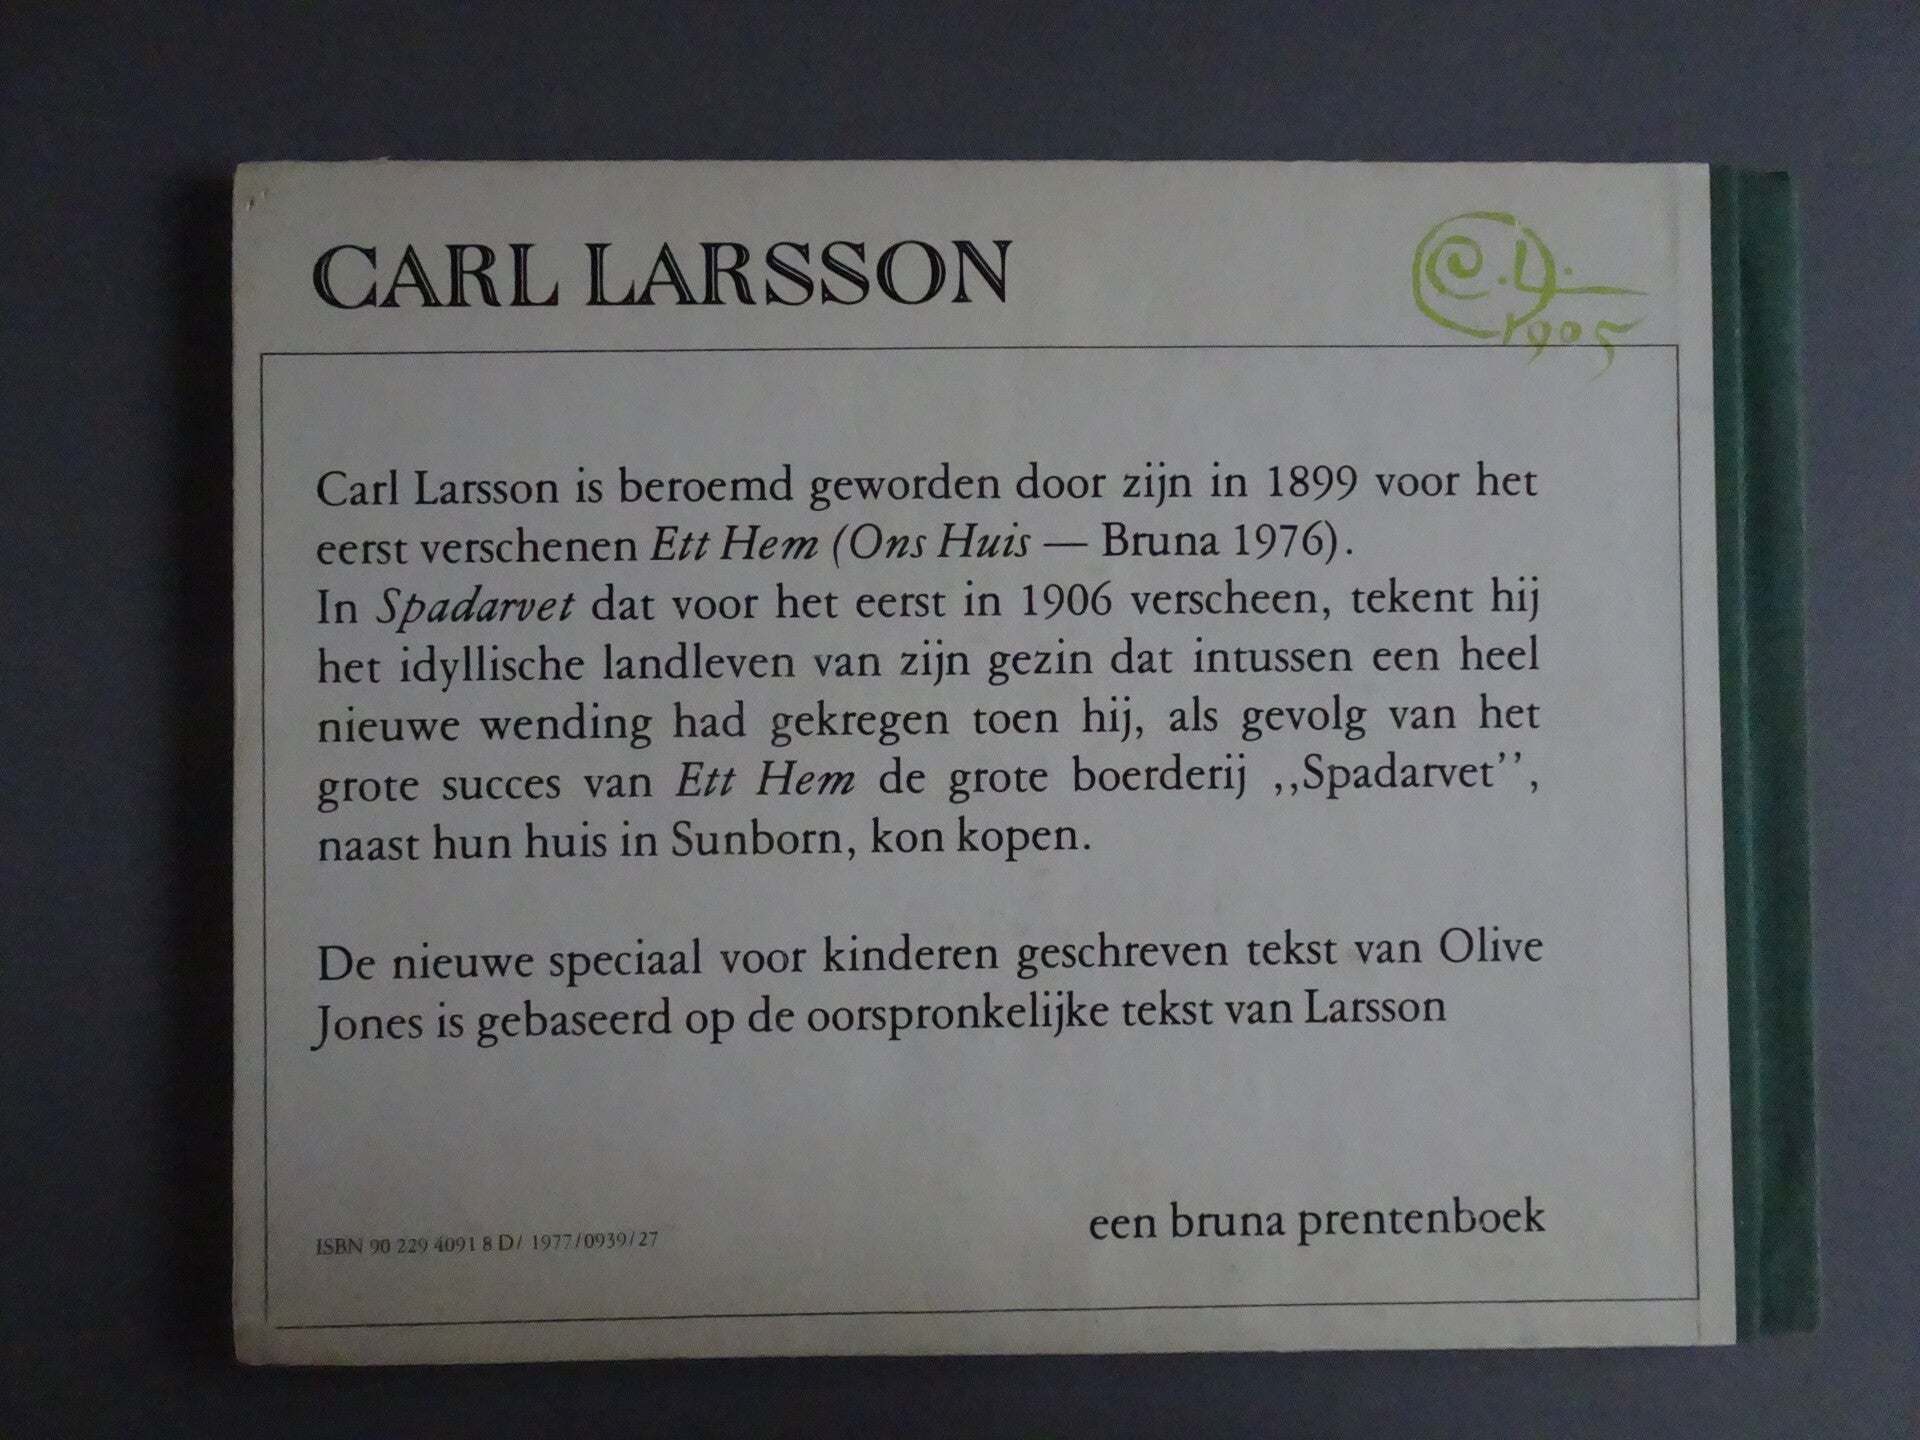 CARL LARSSON
C.L.
1905
Carl Larsson is beroemd geworden door zijn in 1899 voor het
eerst verschenen Ett Hem (Ons Huis — Bruna 1976).
In Spadarvet dat voor het eerst in 1906 verscheen, tekent hij
het idyllische landleven van zijn gezin dat intussen een heel
nieuwe wending had gekregen toen hij, als gevolg van het
grote succes van Ett Hem de grote boerderij ,,Spadarvet’’,
naast hun huis in Sunborn, kon kopen.
De nieuwe speciaal voor kinderen geschreven tekst van Olive
Jones is gebaseerd op de oorspronkelijke tekst van Larsson
een bruna prentenboek
ISBN 90 229 4091 8 D/ 1977/0939/27